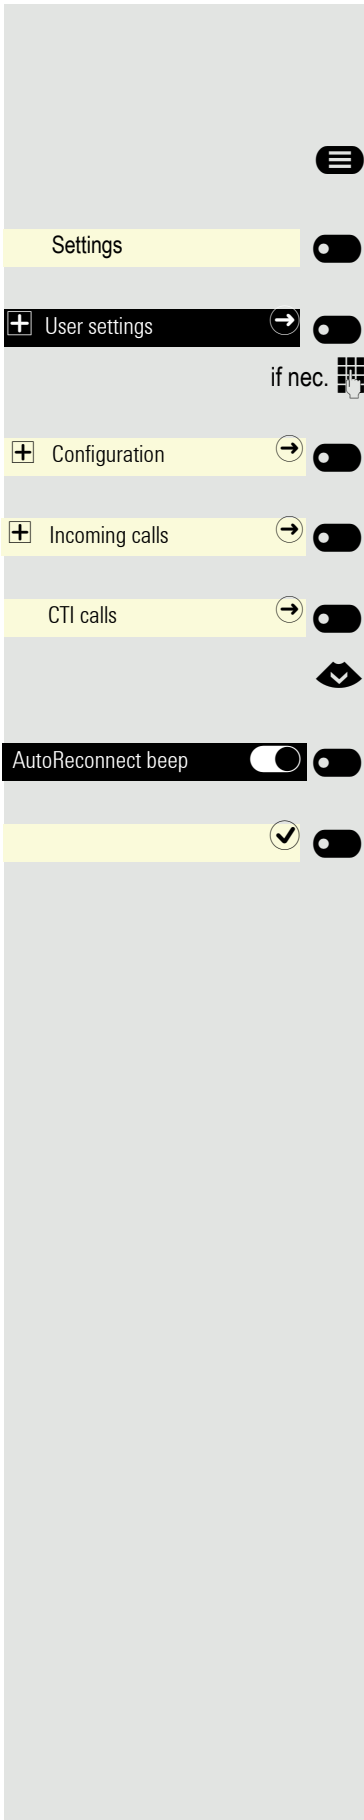 Settings
User settings
if nec.
Configuration
Incoming calls
CTI calls
AutoReconnect beep